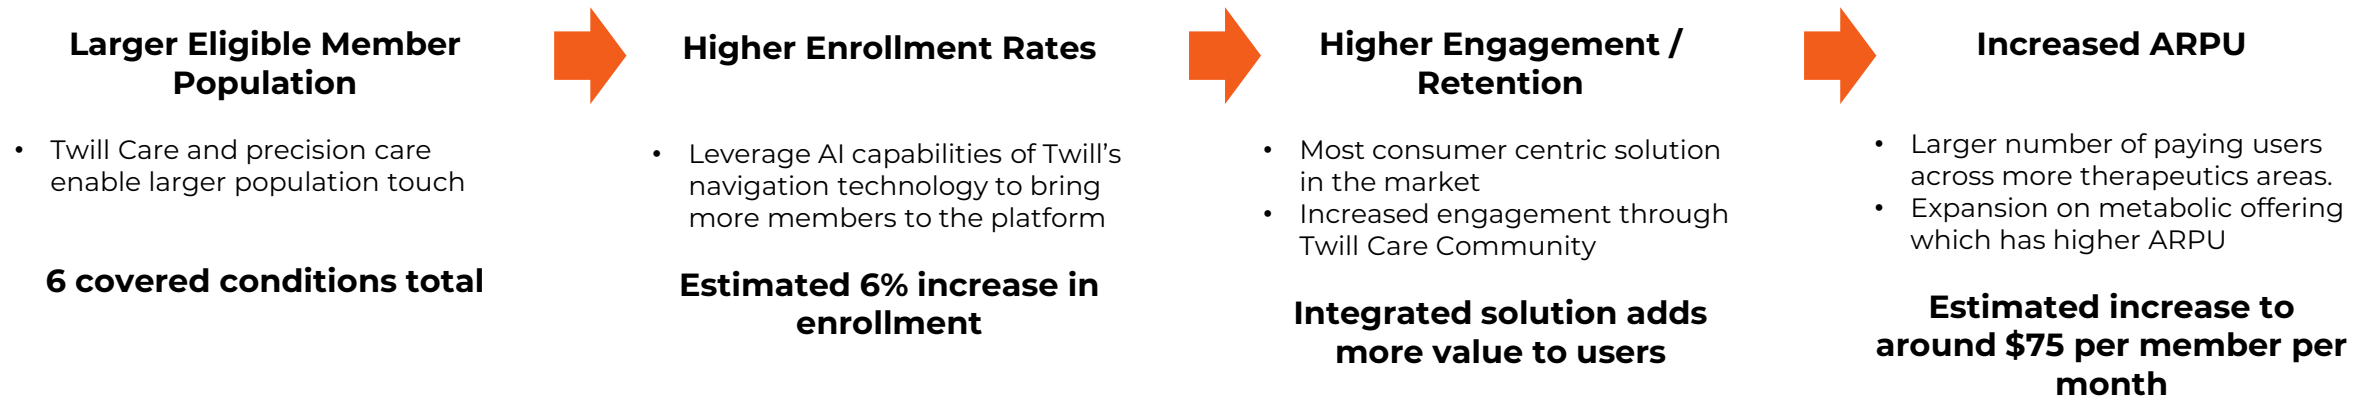 Larger Eligible Member
Population
• Twill Care and precision care
enable larger population touch
6 covered conditions total
Higher Enrollment Rates
• Leverage AI capabilities of Twill’s
navigation technology to bring
more members to the platform
Estimated 6% increase in
enrollment
Higher Engagement /
Retention
• Most consumer centric solution
in the market
• Increased engagement through
Twill Care Community
Integrated solution adds
more value to users
Increased ARPU
• Larger number of paying users
across more therapeutics areas.
• Expansion on metabolic offering
which has higher ARPU
Estimated increase to
around $75 per member per
month